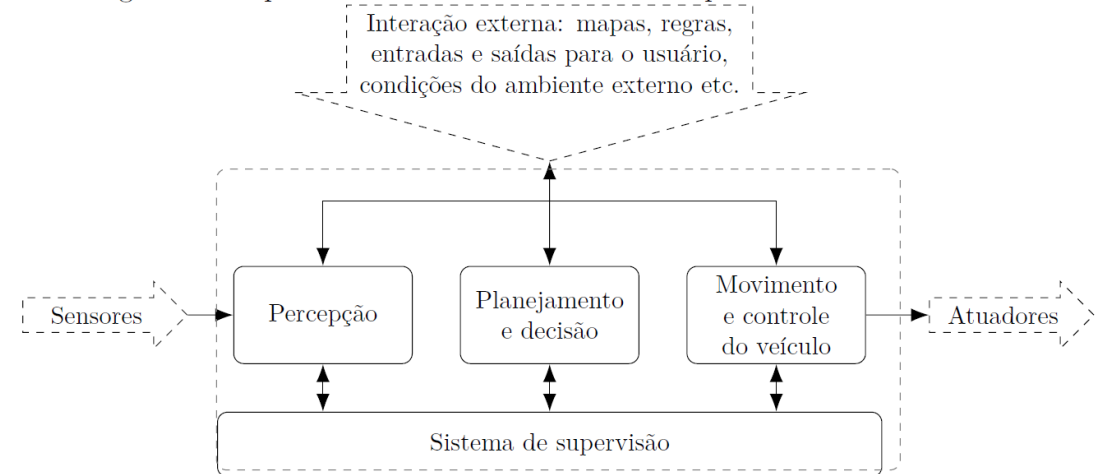 Interação externa: mapas, regras,
entradas e saídas para o usuário,
condições do ambiente externo etc.
Sensores
Percepção
Planejamento
e decisão
Movimento
e controle
do veículo
Atuadores
Sistema de supervisão